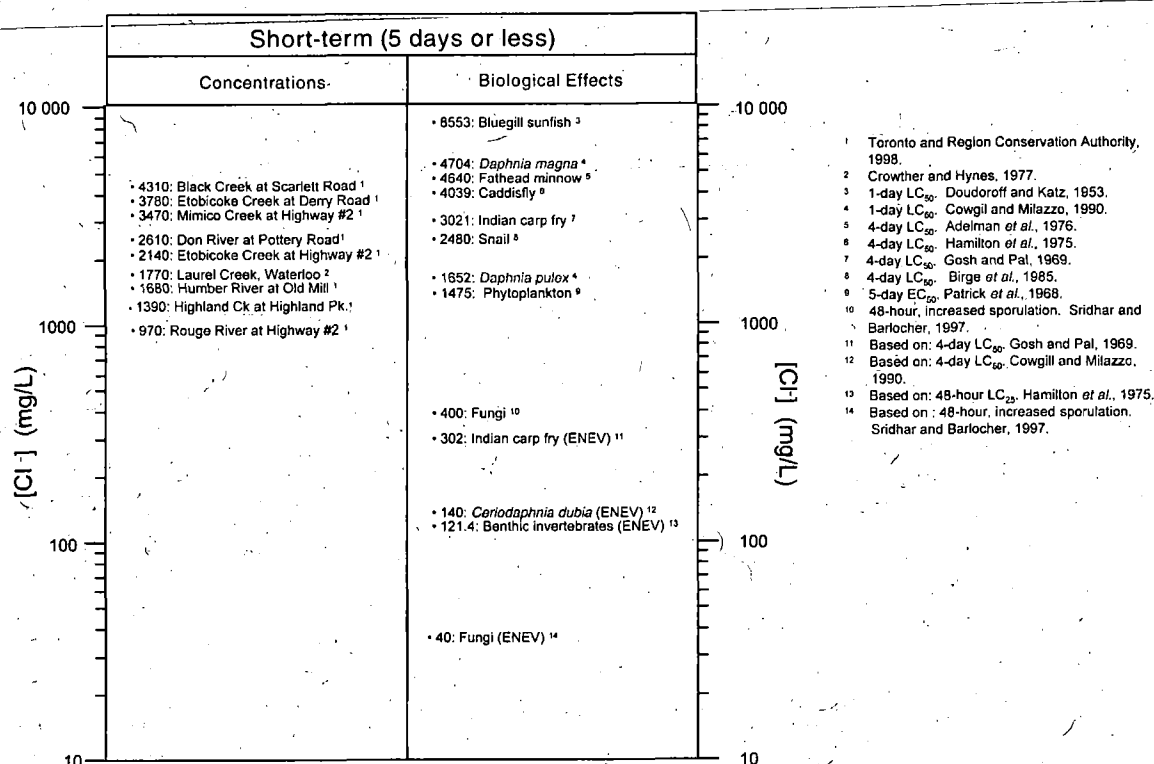 Short-term (5 days or less)
Concentrations
Biological Effects
10 000
1000
100
10
[Cl-] (mg/L)
• 4310: Black Creek at Scarlett Road ¹
• 3780: Etobicoke Creek at Derry Road ¹
• 3470: Mimico Creek at Highway #2 ¹
• 2610: Don River at Pottery Road ¹
• 2140: Etobicoke Creek at Highway #2 ¹
• 1770: Laurel Creek, Waterloo ²
• 1680: Humber River at Old Mill ¹
• 1390: Highland Ck at Highland Pk. ¹
• 970: Rouge River at Highway #2 ¹
• 8553: Bluegill sunfish ³
• 4704: Daphnia magna ⁴
• 4640: Fathead minnow ⁵
• 4039: Caddisfly ⁶
• 3021: Indian carp fry ⁷
• 2480: Snail ⁸
• 1652: Daphnia pulex ⁴
• 1475: Phytoplankton ⁹
• 400: Fungi ¹⁰
• 302: Indian carp fry (ENEV) ¹¹
• 140: Ceriodaphnia dubia (ENEV) ¹²
• 121.4: Benthic invertebrates (ENEV) ¹³
• 40: Fungi (ENEV) ¹⁴
10 000
1000
100
10
[Cl-] (mg/L)
¹ Toronto and Region Conservation Authority,
1998.
² Crowther and Hynes, 1977.
³ 1-day LC₅₀. Doudoroff and Katz, 1953.
⁴ 1-day LC₅₀. Cowgil and Milazzo, 1990.
⁵ 4-day LC₅₀. Adelman et al., 1976.
⁶ 4-day LC₅₀. Hamilton et al., 1975.
⁷ 4-day LC₅₀. Gosh and Pal, 1969.
⁸ 4-day LC₅₀. Birge et al., 1985.
⁹ 5-day EC₅₀. Patrick et al., 1968.
¹⁰ 48-hour, increased sporulation. Sridhar and
Barlocher, 1997.
¹¹ Based on: 4-day LC₅₀. Gosh and Pal, 1969.
¹² Based on: 4-day LC₅₀. Cowgill and Milazzo,
1990.
¹³ Based on: 48-hour LC₂₅. Hamilton et al., 1975.
¹⁴ Based on : 48-hour, increased sporulation.
Sridhar and Barlocher, 1997.